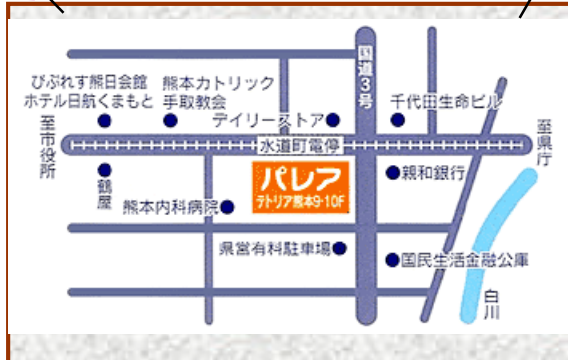 国道3号
びぷれす熊日会館
ホテル日航くまもと
熊本カトリック
手取教会
デイリーストア
千代田生命ビル
至市役所
水道町電停
至県庁
鶴屋
パレア
テトリア熊本9・10F
親和銀行
熊本内科病院
県営有料駐車場
国民生活金融公庫
白川